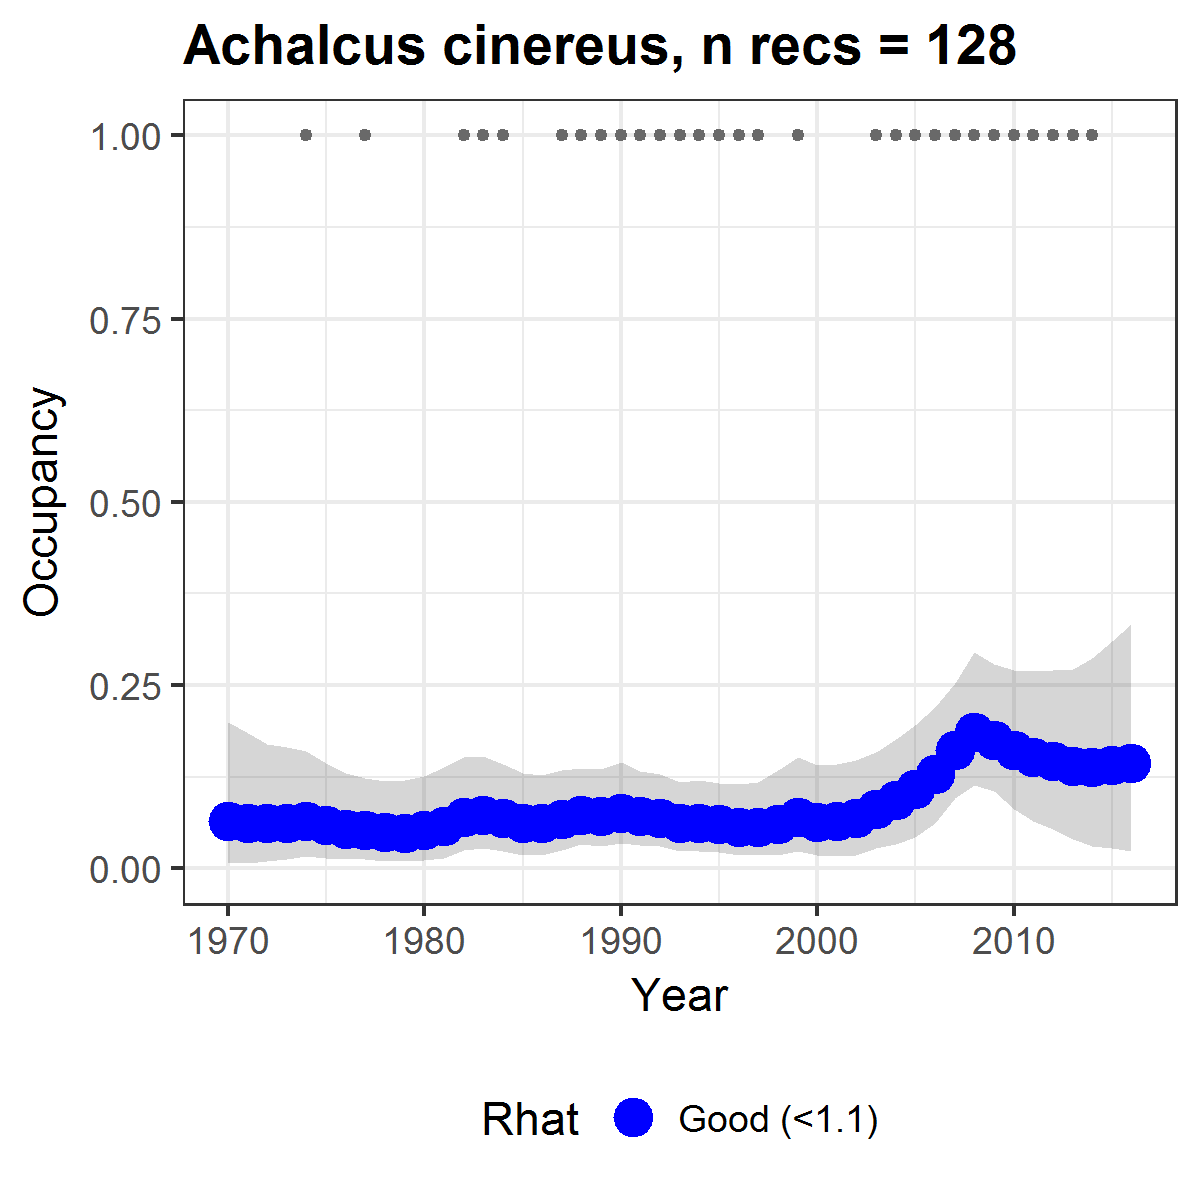 Achalcus cinereus, n recs = 128
1.00
0.75
0.50
0.25
0.00
Occupancy
1970 1980 1990 2000 2010
Year
Rhat Good (<1.1)